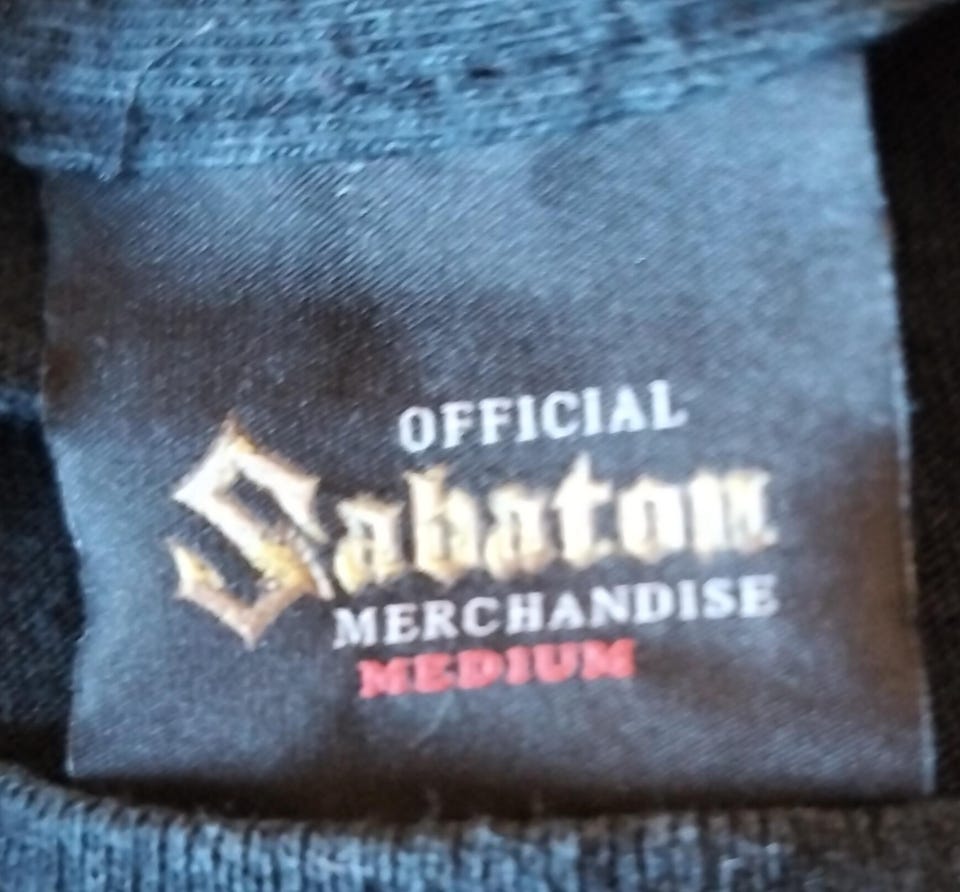 OFFICIAL
Sabaton
MERCHANDISE
MEDIUM